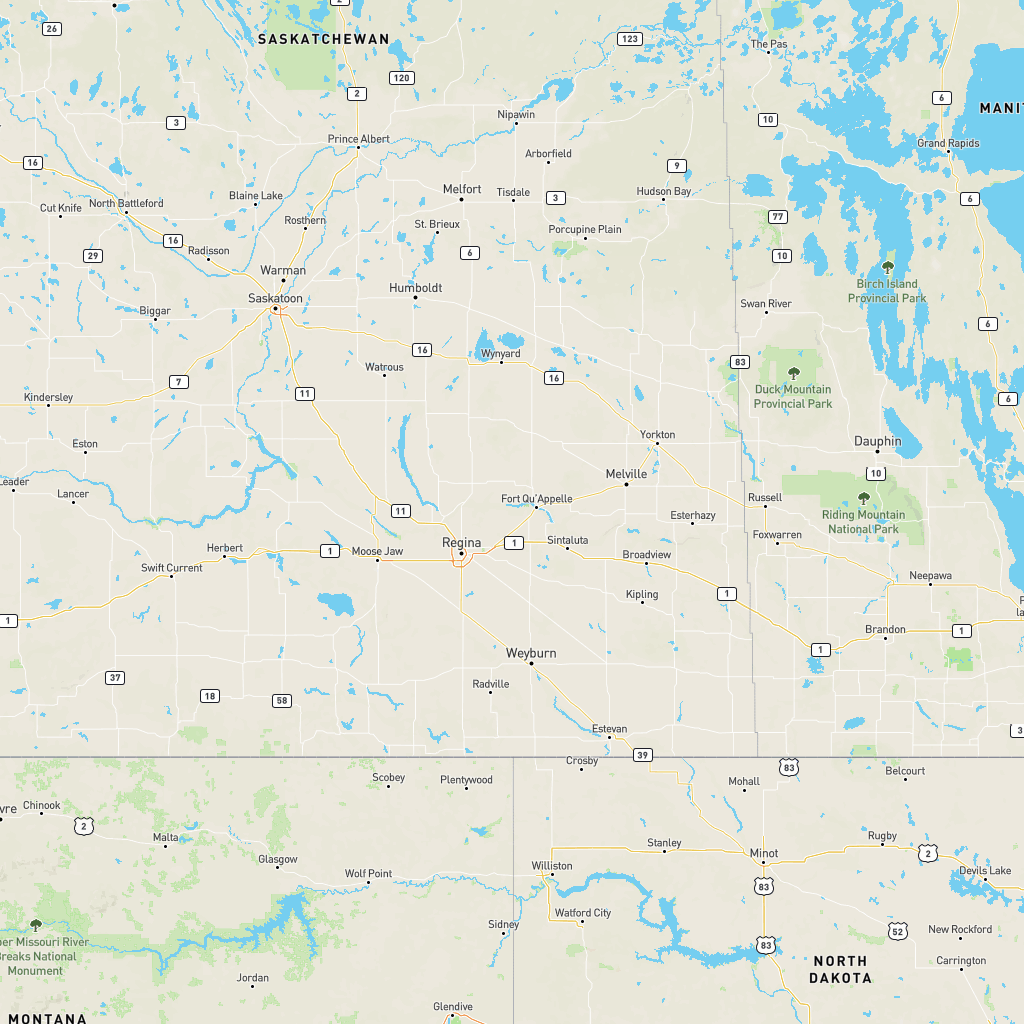 2
26
SASKATCHEWAN
123
The Pas
120
2
6
MANI
3
Nipawin
10
Prince Albert
Grand Rapids
16
Arborfield
9
Melfort
Tisdale
3
Hudson Bay
6
Cut Knife
North Battleford
Blaine Lake
Rosthern
St. Brieux
Porcupine Plain
77
16
29
Radisson
6
10
Warman
Birch Island
Provincial Park
Humboldt
Saskatoon
Biggar
Swan River
6
16
Wynyard
83
Watrous
16
7
Duck Mountain
Provincial Park
11
Kindersley
6
Eston
Yorkton
Dauphin
10
Leader
Melville
Lancer
Fort Qu'Appelle
Russell
11
Esterhazy
Riding Mountain
National Park
Foxwarren
Regina
1
Sintaluta
Herbert
1
Moose Jaw
Broadview
Swift Current
Neepawa
Kipling
1
1
Brandon
1
1
Weyburn
37
Radville
18
58
Estevan
3
39
Crosby
83
Scobey
Plentywood
Mohall
Belcourt
vre
Chinook
2
Malta
Stanley
Rugby
Minot
2
Glasgow
Williston
Devils Lake
Wolf Point
83
Watford City
Sidney
52
New Rockford
per Missouri River
Breaks National
Monument
83
Carrington
NORTH
DAKOTA
Jordan
Glendive
MONTANA